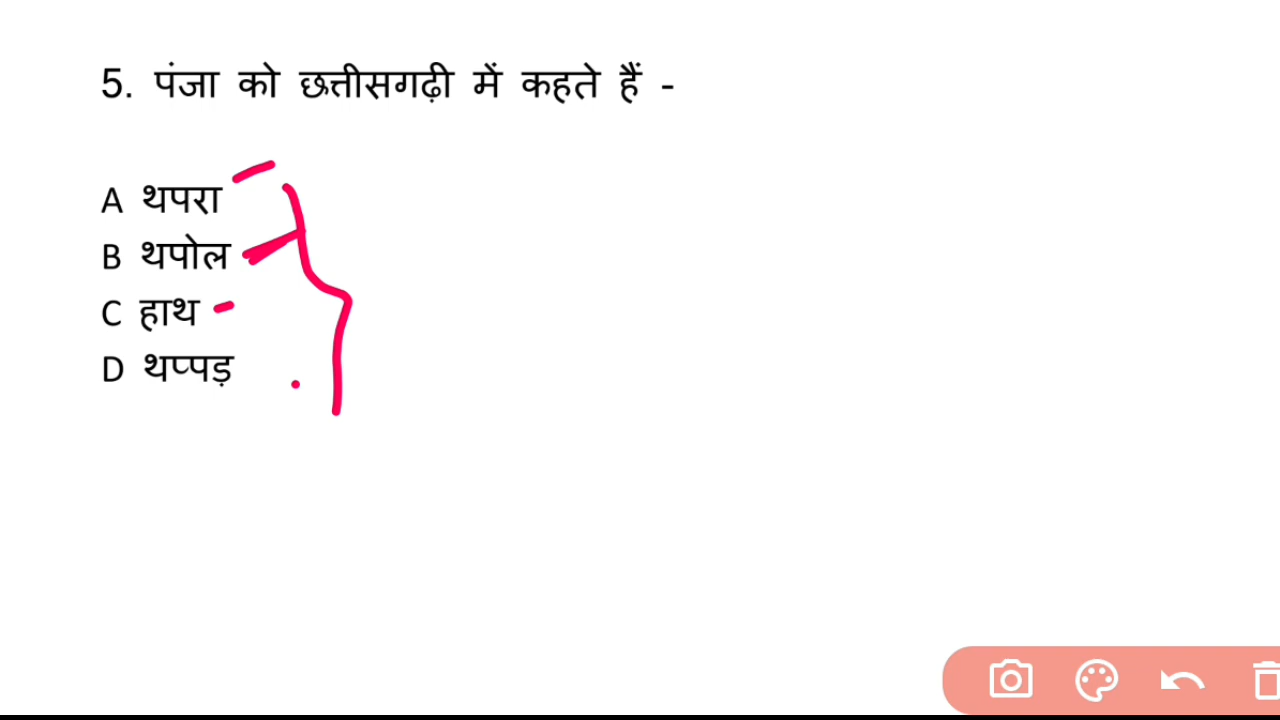 5. पंजा को छत्तीसगढ़ी में कहते हैं -
A थपरा
B थपोल
C हाथ
D थप्पड़